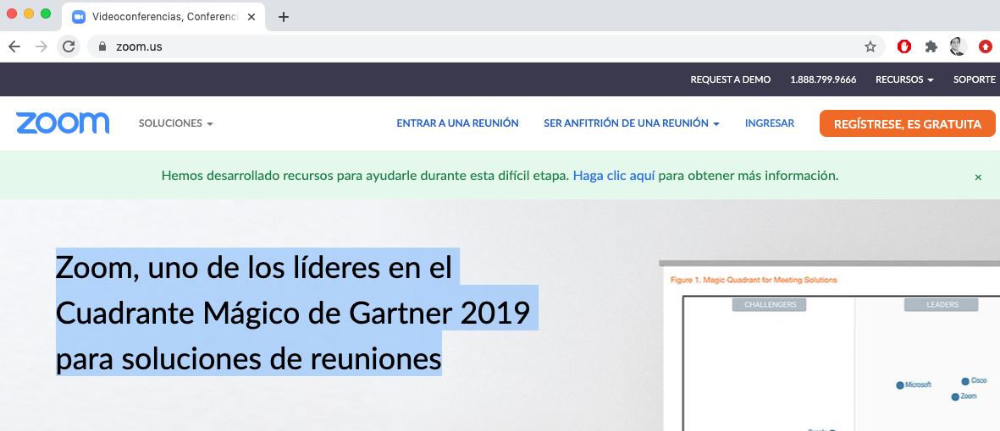 Videoconferencias, Conferenci
zoom.us
REQUEST A DEMO 1.888.799.9666 RECURSOS SOPORTE
zoom SOLUCIONES ENTRAR A UNA REUNIÓN SER ANFITRIÓN DE UNA REUNIÓN INGRESAR REGÍSTRESE, ES GRATUITA
Hemos desarrollado recursos para ayudarle durante esta difícil etapa. Haga clic aquí para obtener más información. ×
Zoom, uno de los líderes en el
Cuadrante Mágico de Gartner 2019
para soluciones de reuniones
Figure 1. Magic Quadrant for Meeting Solutions
CHALLENGERS LEADERS
Microsoft Cisco
Zoom